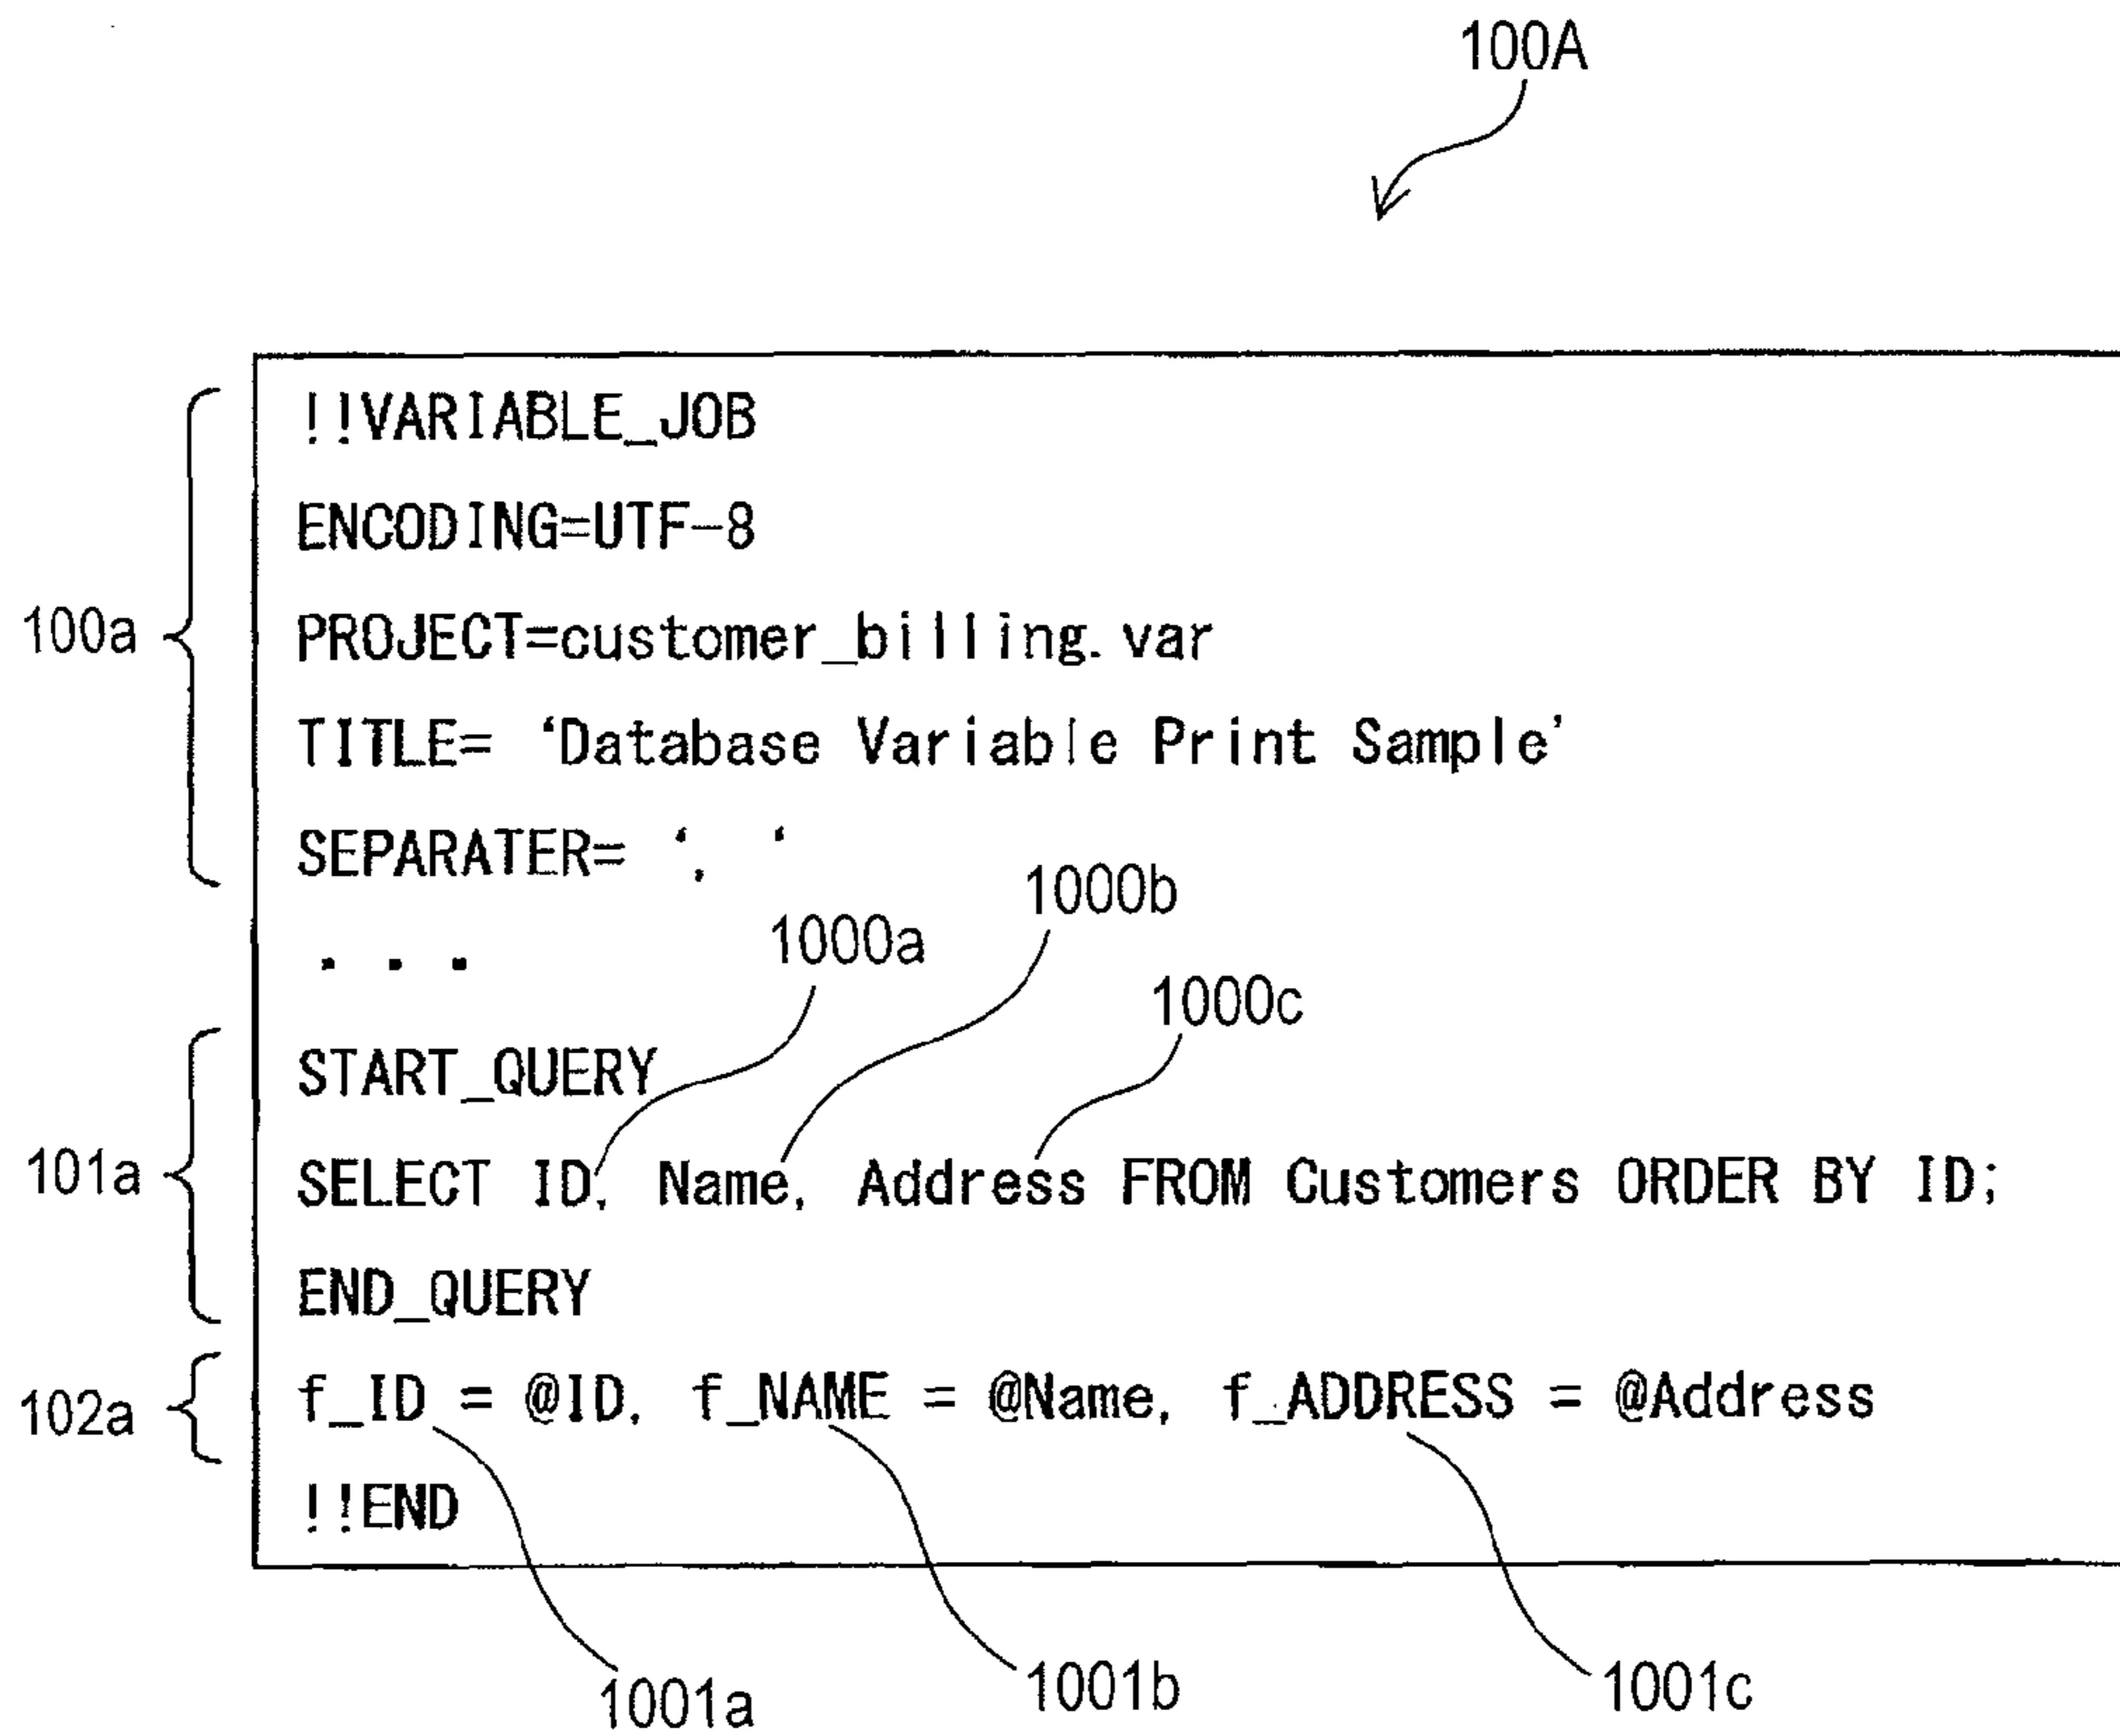 100A
!!VARIABLE_JOB
ENCODING=UTF-8
100a
PROJECT=customer_billing.var
TITLE= ‘Database Variable Print Sample’
SEPARATER= ‘, ‘
1000b
1000a
. . .
1000c
START_QUERY
101a
SELECT ID, Name, Address FROM Customers ORDER BY ID;
END_QUERY
102a
f_ID = @ID, f_NAME = @Name, f_ADDRESS = @Address
!!END
1001a
1001b
1001c